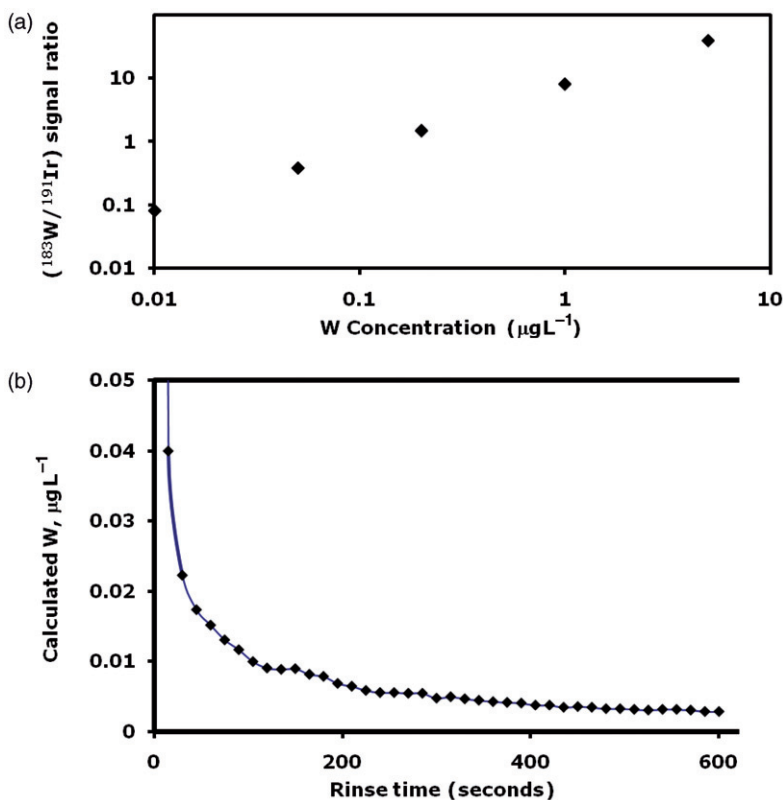 (a)
(¹⁸³W/¹⁹¹Ir) signal ratio
10
1
0.1
0.01
0.01 0.1 1 10
W Concentration (µgL⁻¹)
(b)
Calculated W, µgL⁻¹
0.05
0.04
0.03
0.02
0.01
0
0 200 400 600
Rinse time (seconds)